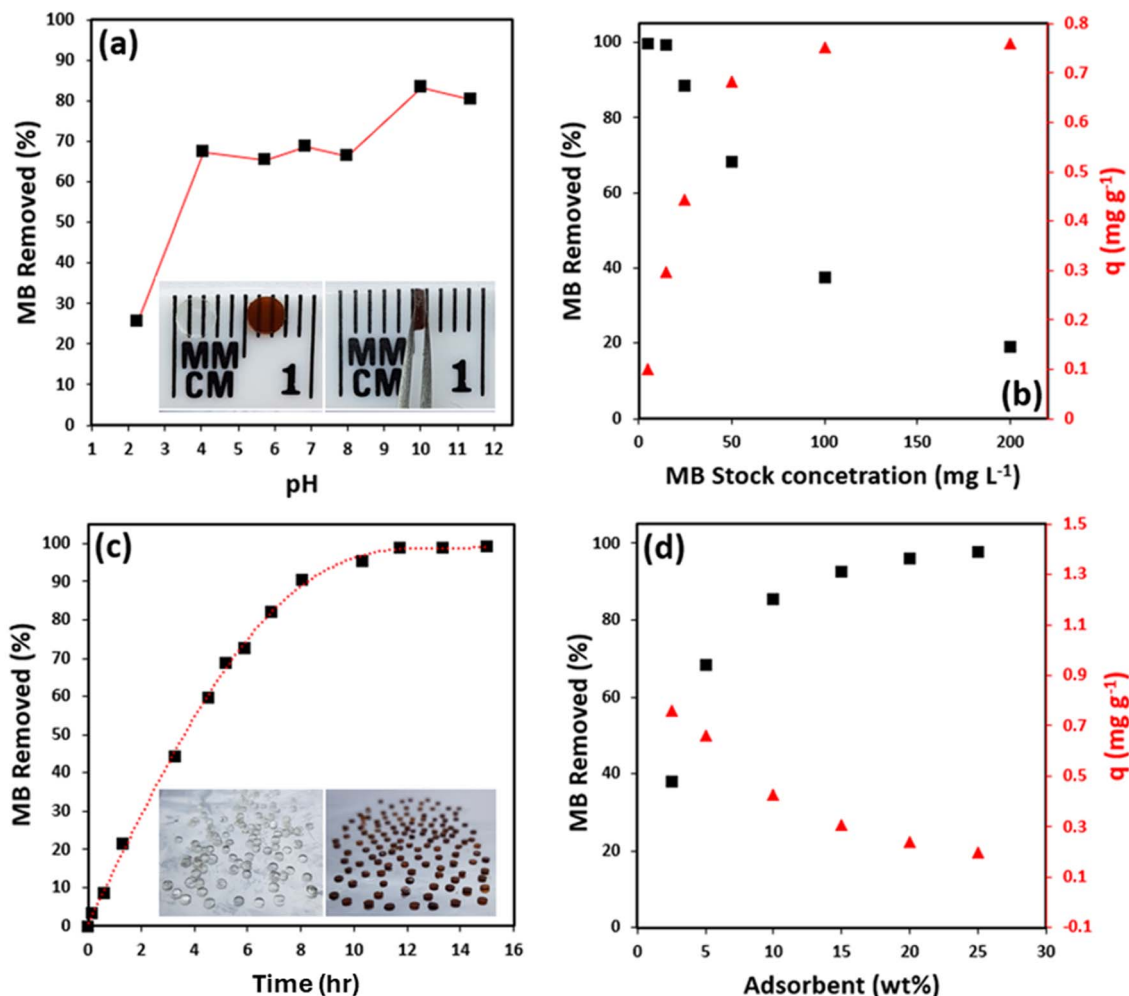 (a)
MB Removed (%)
100
90
80
70
60
50
40
30
20
10
0
1 2 3 4 5 6 7 8 9 10 11 12
pH
MM
CM 1
MM
CM 1
(b)
MB Removed (%)
100
80
60
40
20
0
0 50 100 150 200
MB Stock concetration (mg L⁻¹)
0.8
0.7
0.6
0.5
0.4
0.3
0.2
0.1
0
q (mg g⁻¹)
(c)
MB Removed (%)
100
90
80
70
60
50
40
30
20
10
0
0 2 4 6 8 10 12 14 16
Time (hr)
(d)
MB Removed (%)
100
80
60
40
20
0
0 5 10 15 20 25 30
Adsorbent (wt%)
1.5
1.3
1.1
0.9
0.7
0.5
0.3
0.1
-0.1
q (mg g⁻¹)